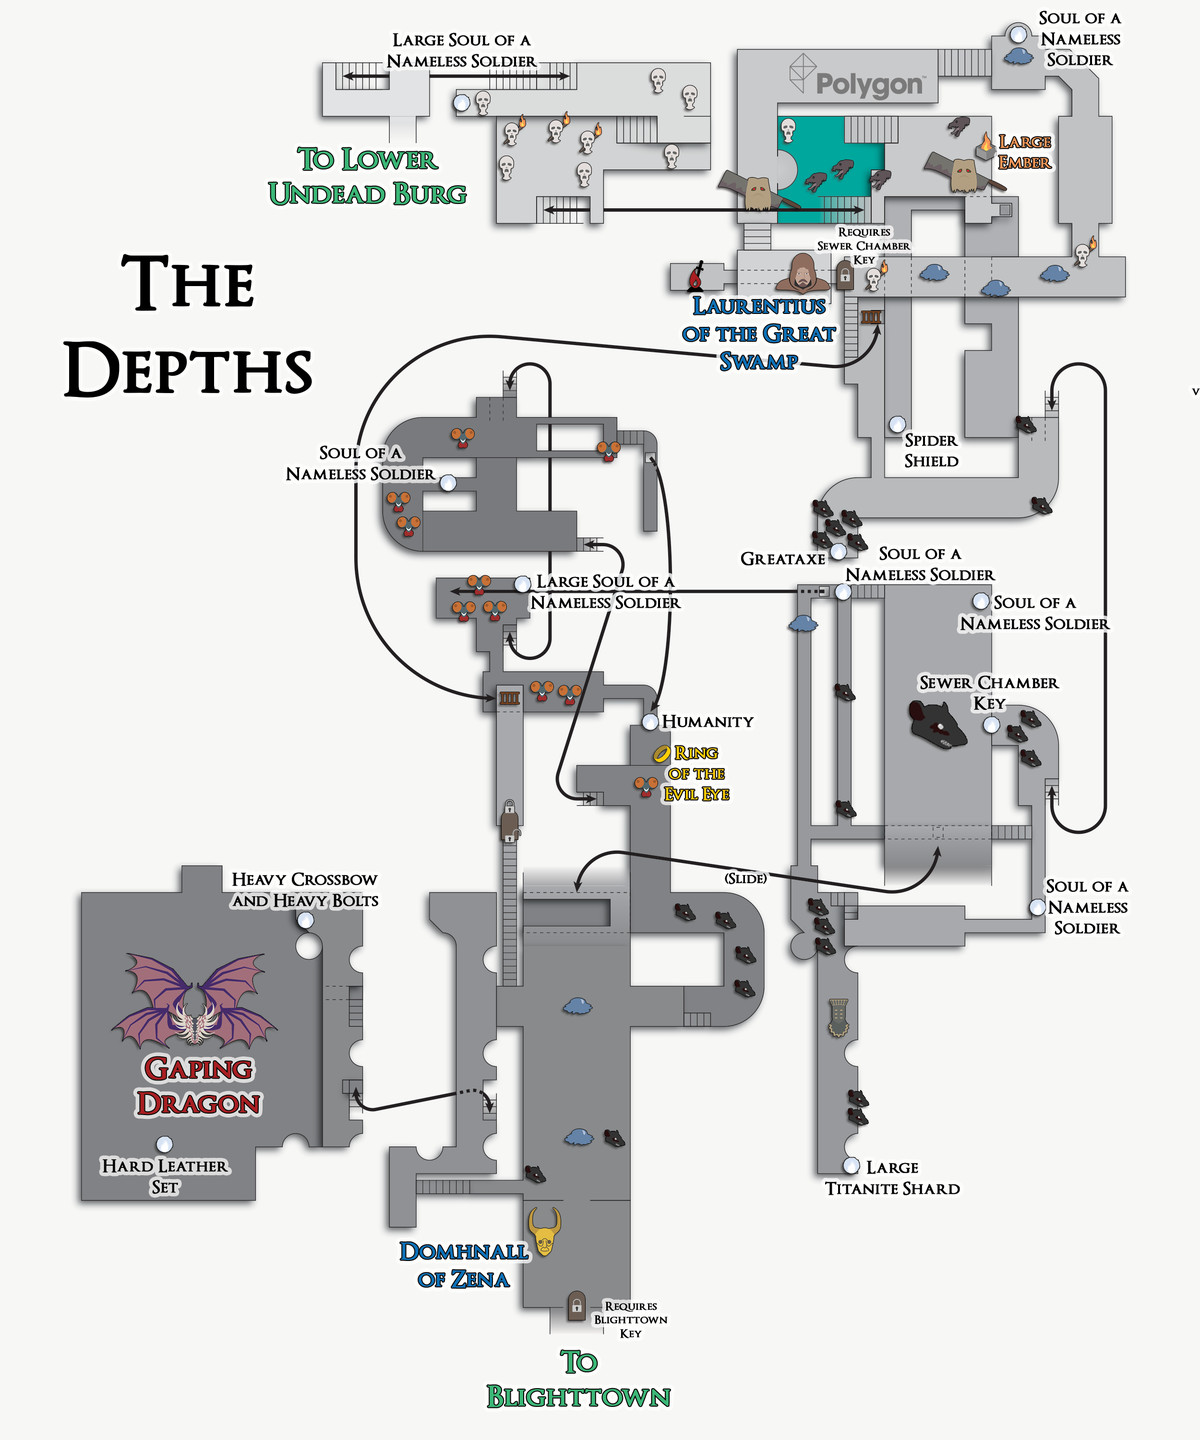 SOUL OF A
NAMELESS
SOLDIER
LARGE SOUL OF A
NAMELESS SOLDIER
Polygon™
LARGE
EMBER
TO LOWER
UNDEAD BURG
REQUIRES
SEWER CHAMBER
KEY
THE
DEPTHS
LAURENTIUS
OF THE GREAT
SWAMP
V
SPIDER
SHIELD
SOUL OF A
NAMELESS SOLDIER
GREATAXE
SOUL OF A
NAMELESS SOLDIER
LARGE SOUL OF A
NAMELESS SOLDIER
SOUL OF A
NAMELESS SOLDIER
SEWER CHAMBER
KEY
HUMANITY
RING
OF THE
EVIL EYE
(SLIDE)
HEAVY CROSSBOW
AND HEAVY BOLTS
SOUL OF A
NAMELESS
SOLDIER
GAPING
DRAGON
HARD LEATHER
SET
LARGE
TITANITE SHARD
DOMHNALL
OF ZENA
REQUIRES
BLIGHTTOWN
KEY
TO
BLIGHTTOWN